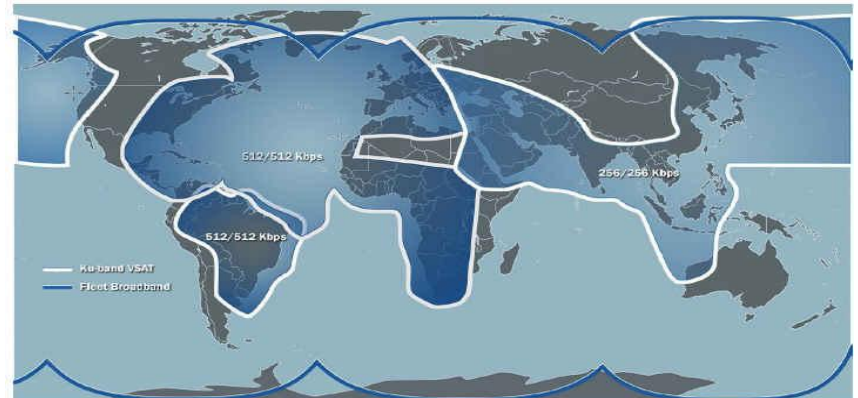 512/512 Kbps
256/256 Kbps
512/512 Kbps
Ku-band VSAT
Fleet Broadband